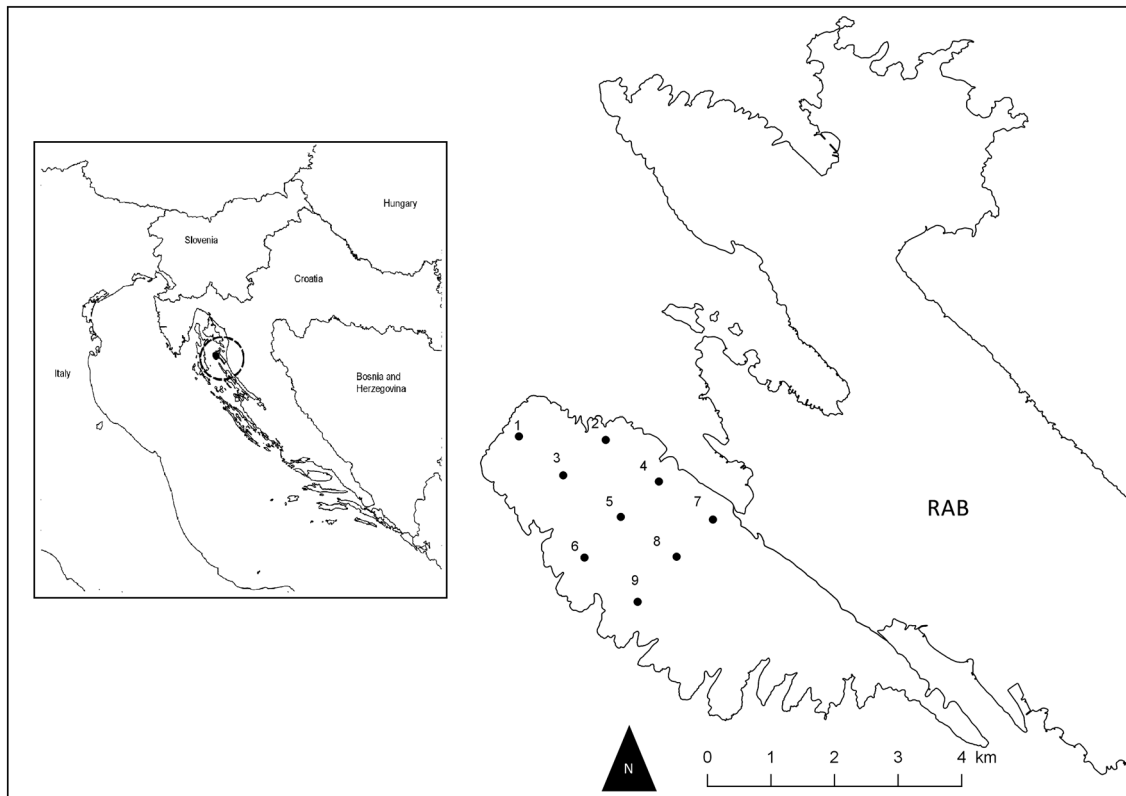 Hungary
Slovenia
Croatia
Italy
Bosnia and
Herzegovina
1
2
3
4
5
7
6
8
9
RAB
N
0 1 2 3 4 km